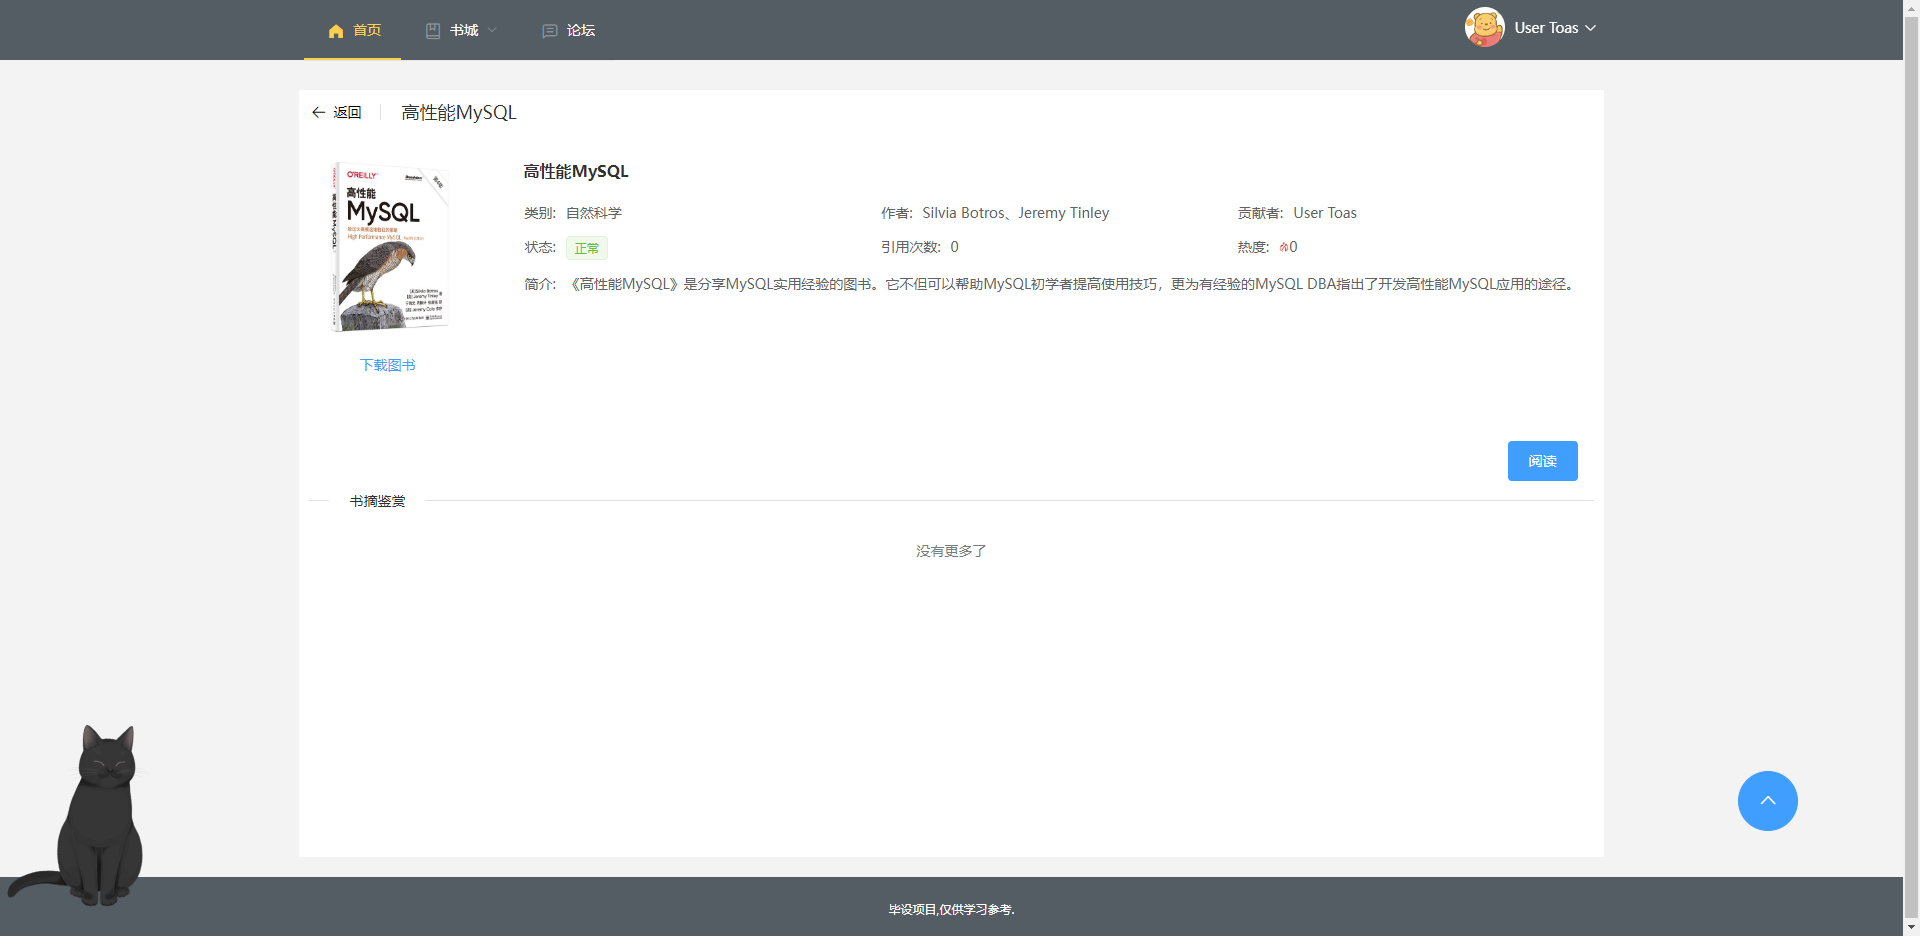 首页
书城
论坛
User Toas
返回
高性能MySQL
O'REILLY
高性能
MySQL
High Performance MySQL
高性能MySQL
类别: 自然科学
作者: Silvia Botros、Jeremy Tinley
贡献者: User Toas
状态: 正常
引用次数: 0
热度: 0
简介: 《高性能MySQL》是分享MySQL实用经验的图书。它不但可以帮助MySQL初学者提高使用技巧，更为有经验的MySQL DBA指出了开发高性能MySQL应用的途径。
下载图书
阅读
书摘鉴赏
没有更多了
毕设项目,仅供学习参考.